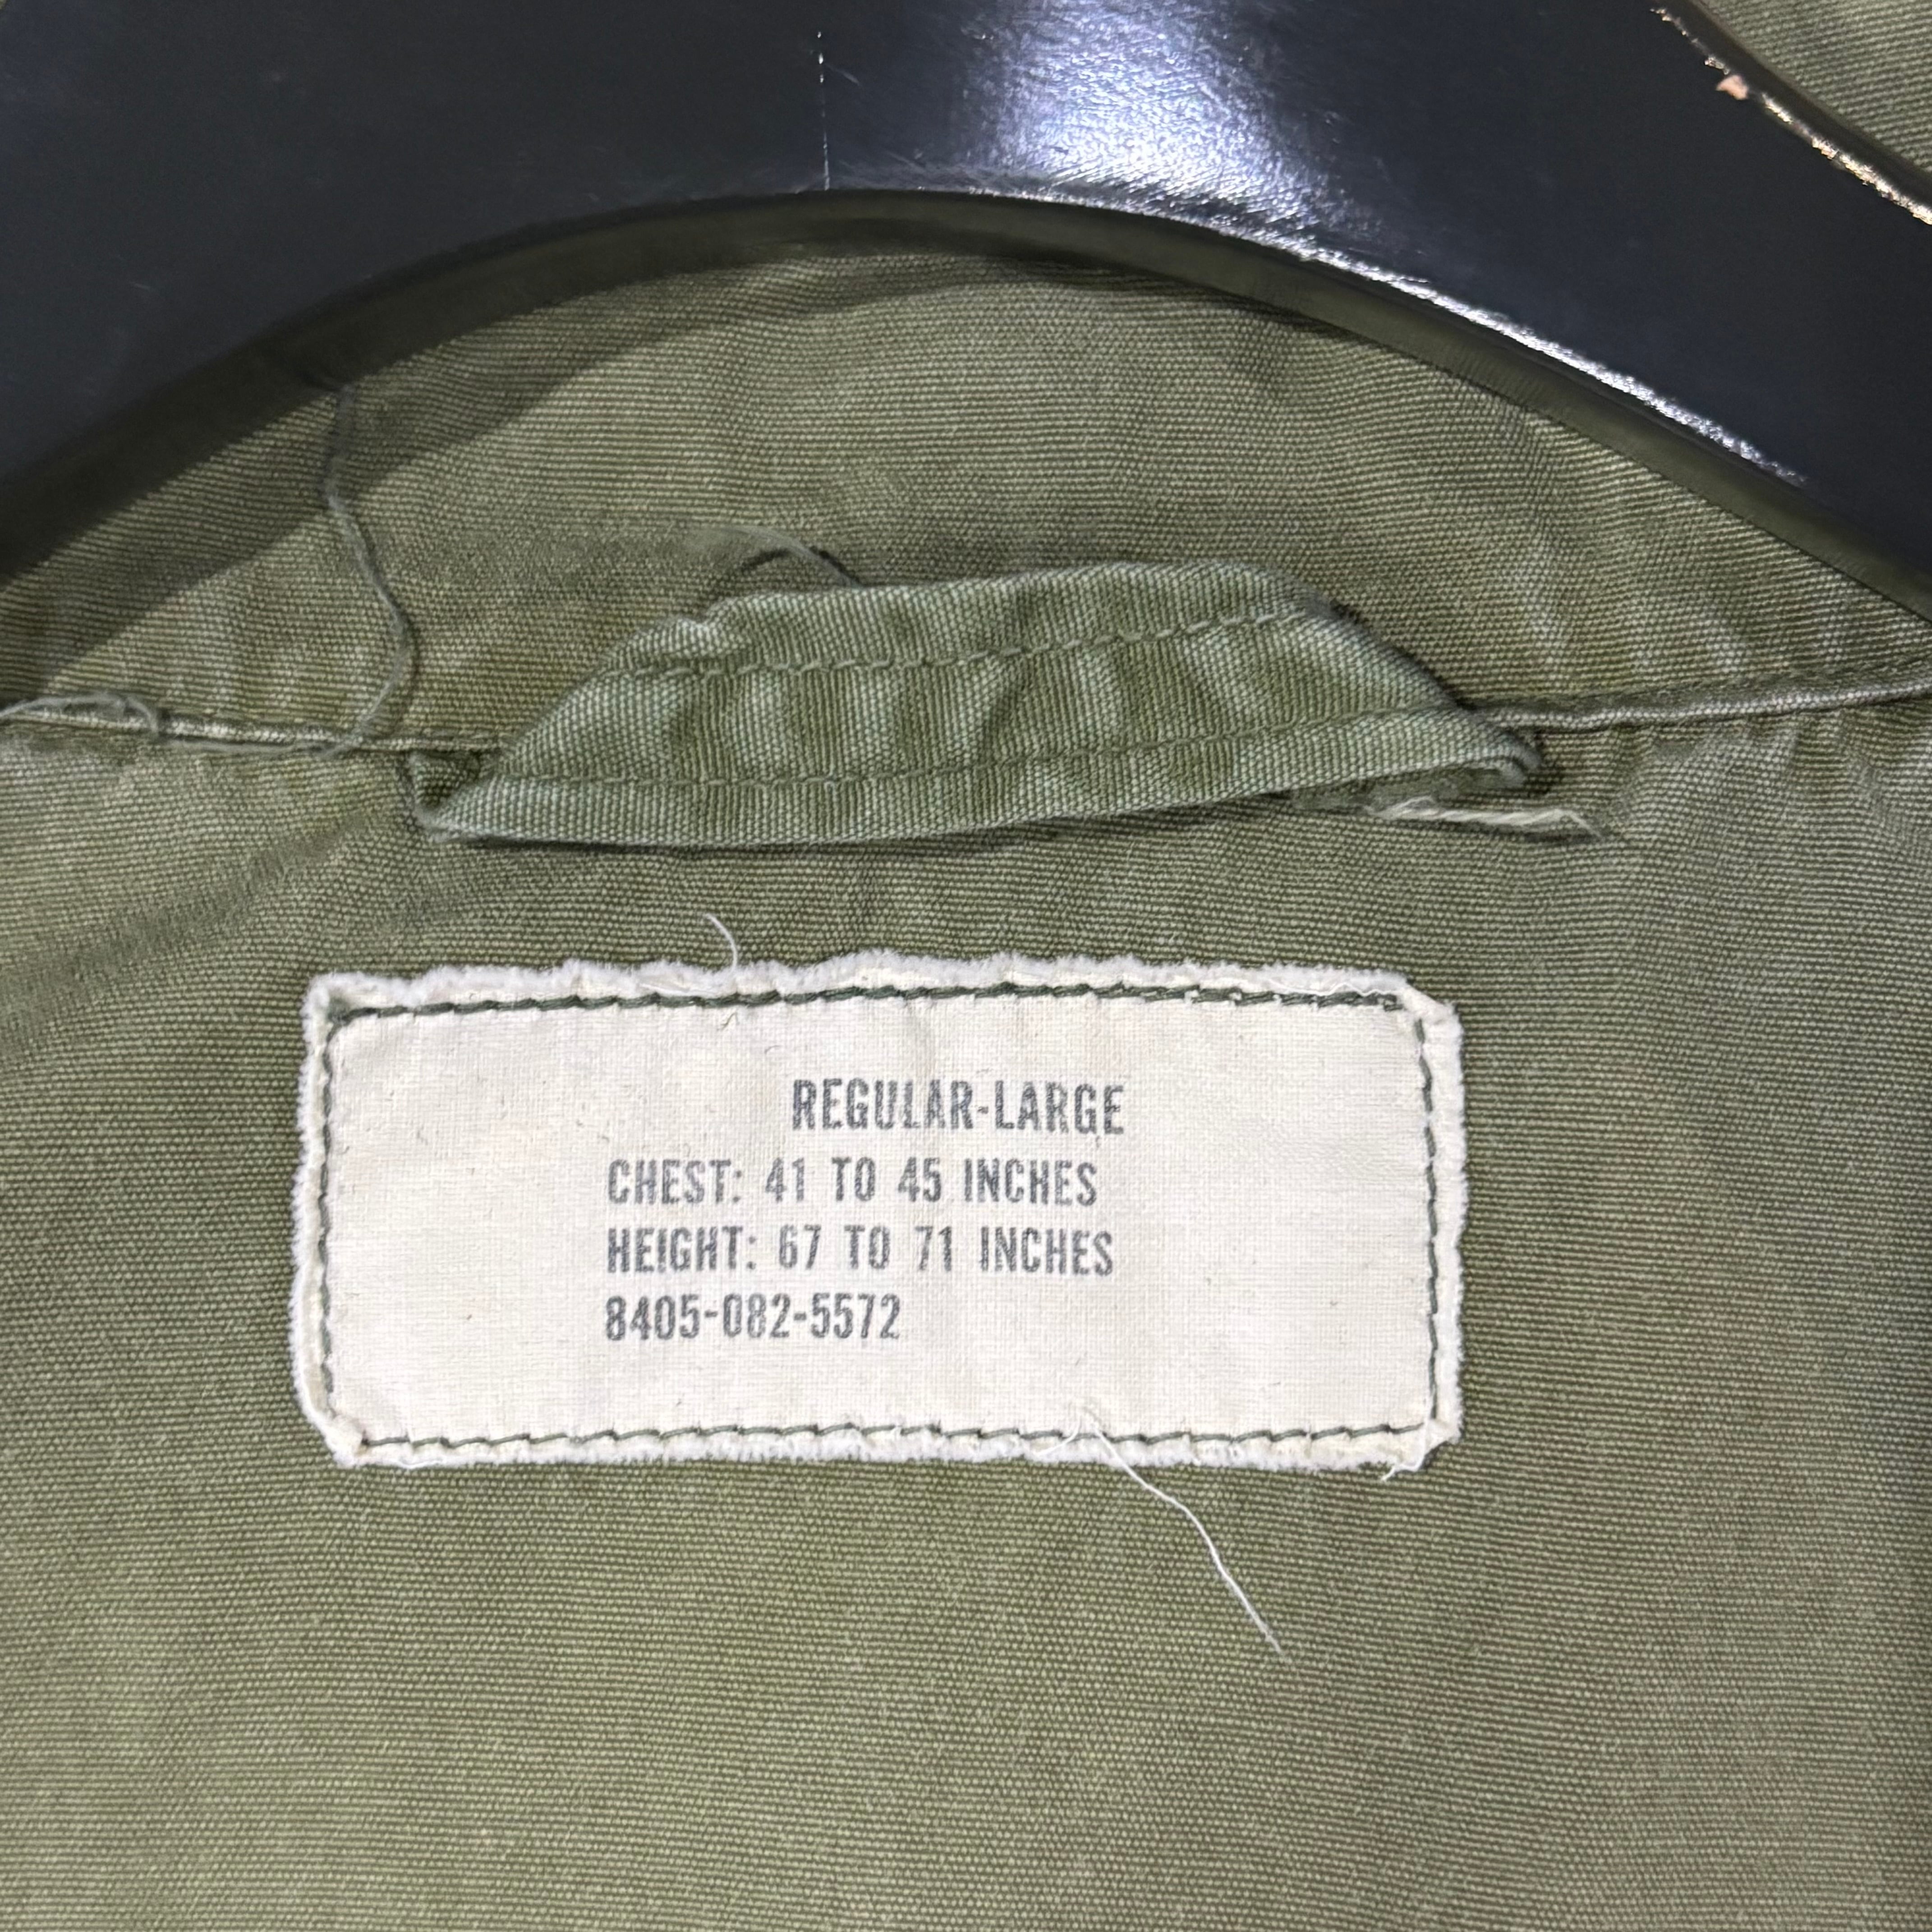 REGULAR-LARGE
CHEST: 41 TO 45 INCHES
HEIGHT: 67 TO 71 INCHES
8405-082-5572